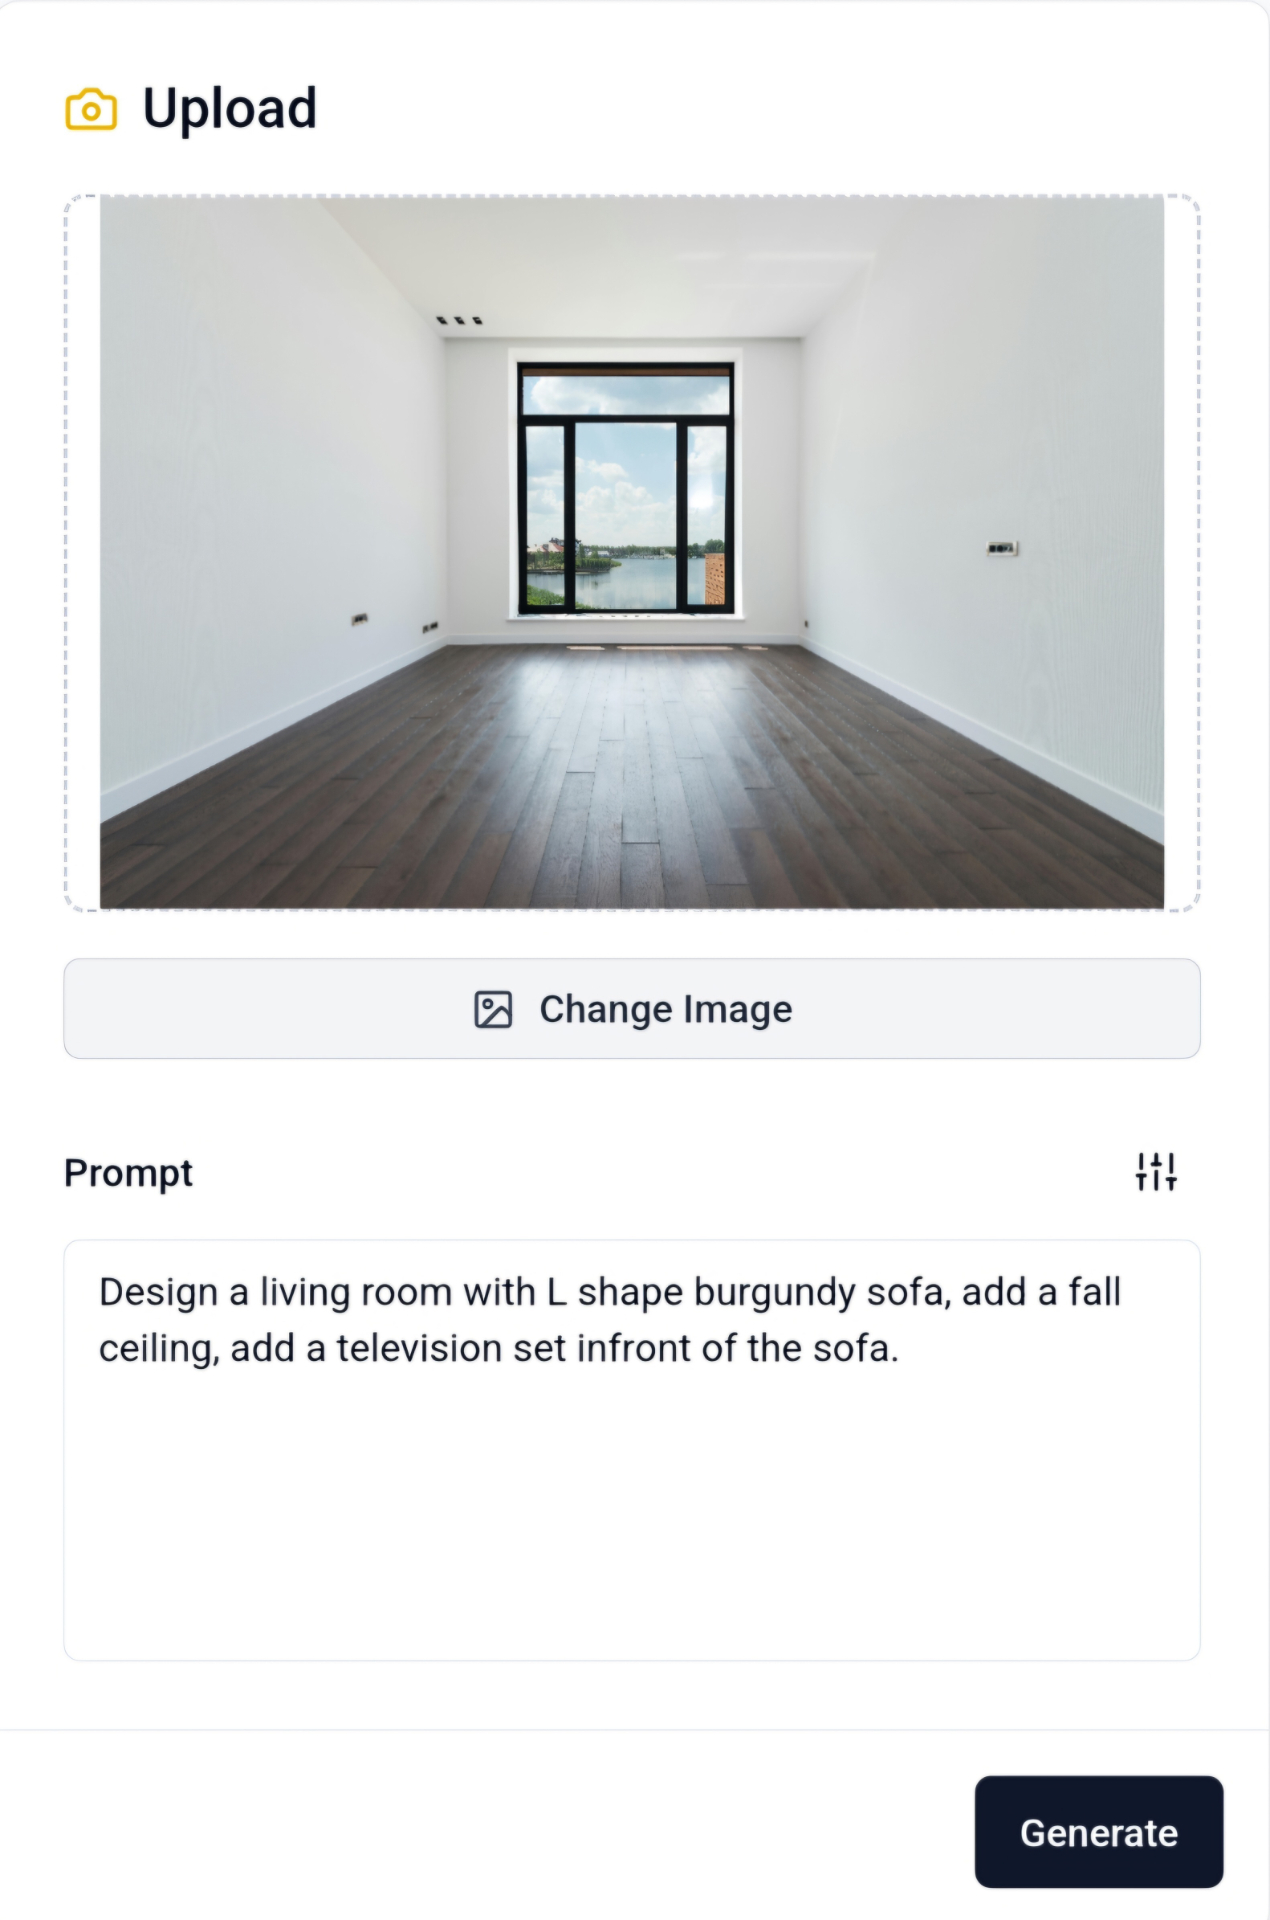 Upload
Change Image
Prompt
Design a living room with L shape burgundy sofa, add a fall
ceiling, add a television set infront of the sofa.
Generate